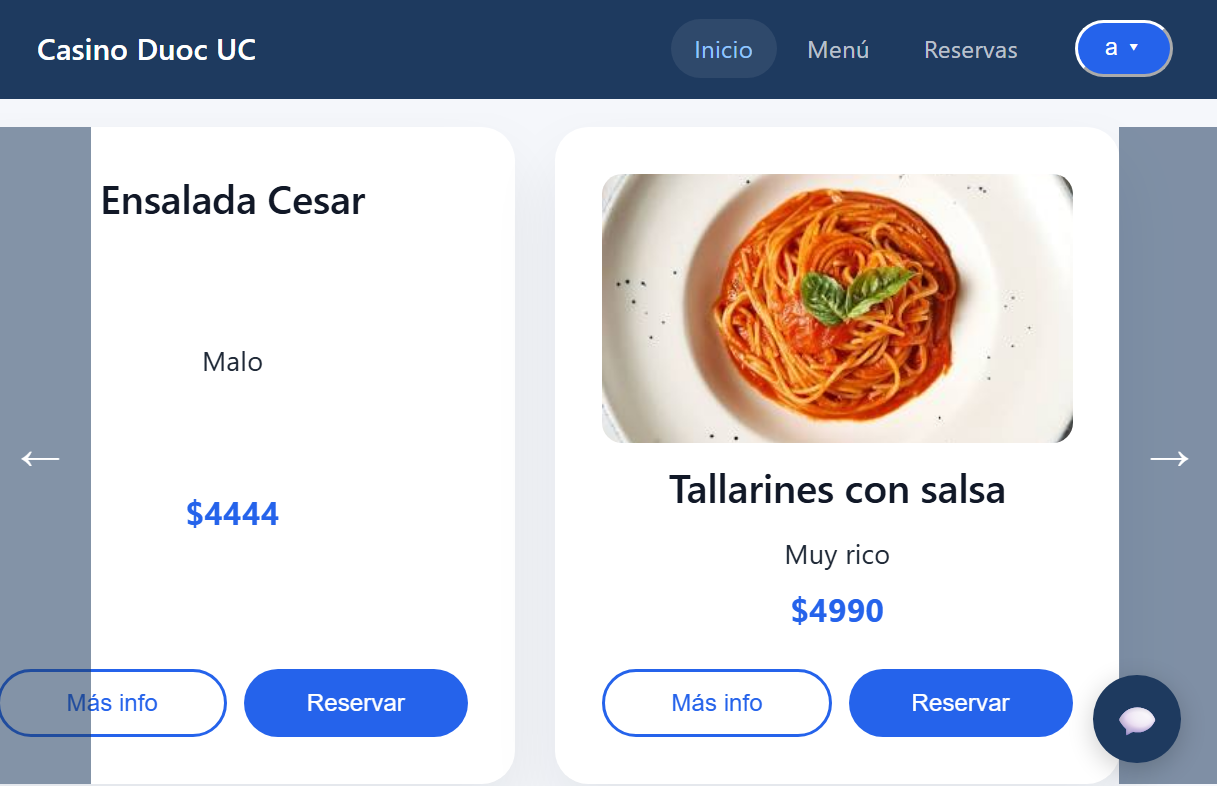 Casino Duoc UC
Inicio
Menú
Reservas
a
Ensalada Cesar
Malo
$4444
Más info
Reservar
Tallarines con salsa
Muy rico
$4990
Más info
Reservar